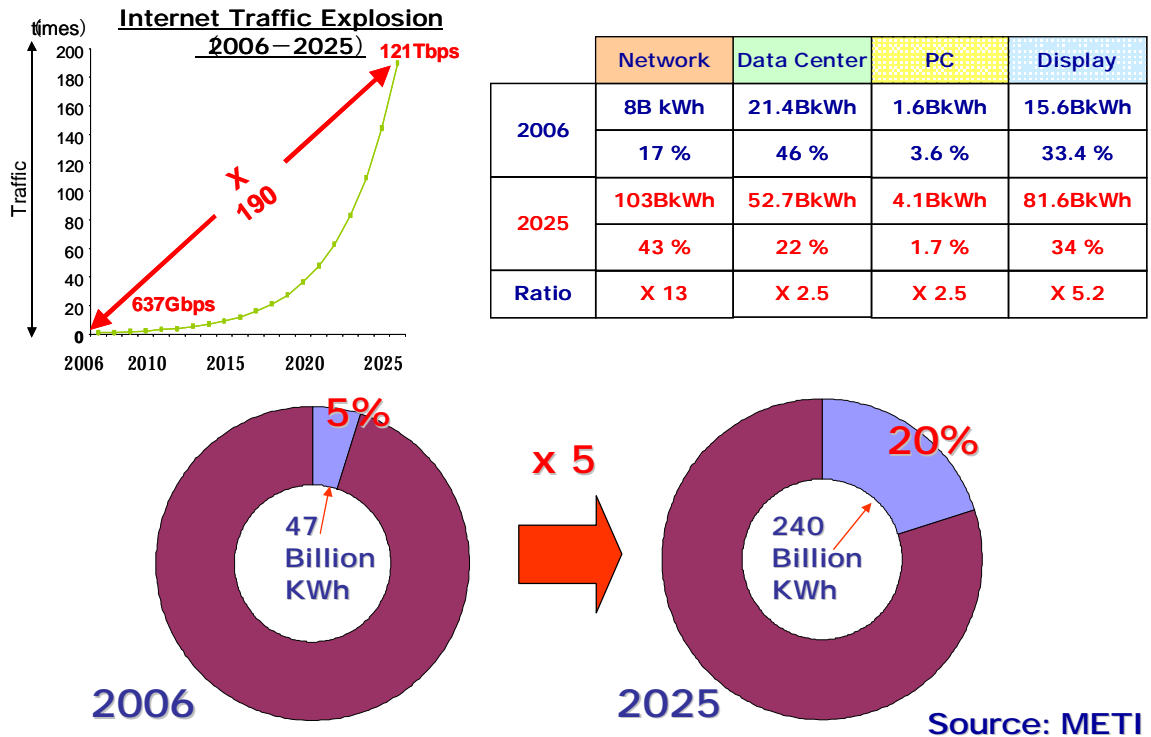 Internet Traffic Explosion
（2006－2025）
(times)
121Tbps
200
180
160
140
120
100
80
60
40
20
0
Traffic
X
190
637Gbps
2006 2010 2015 2020 2025
Network Data Center PC Display
2006
8B kWh 21.4BkWh 1.6BkWh 15.6BkWh
17 % 46 % 3.6 % 33.4 %
2025
103BkWh 52.7BkWh 4.1BkWh 81.6BkWh
43 % 22 % 1.7 % 34 %
Ratio X 13 X 2.5 X 2.5 X 5.2
5%
47
Billion
KWh
2006
x 5
20%
240
Billion
KWh
2025
Source: METI